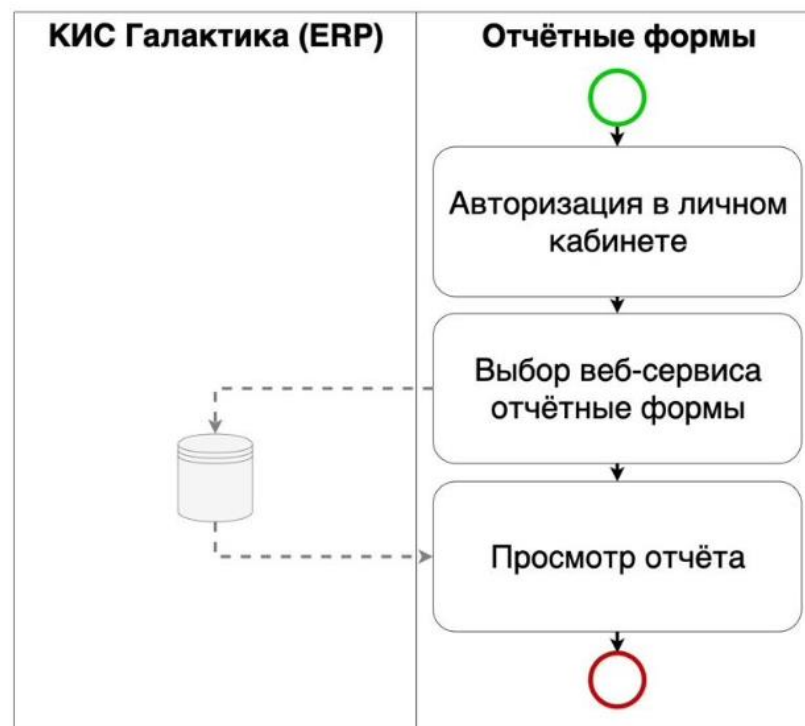 КИС Галактика (ERP)
Отчётные формы
Авторизация в личном
кабинете
Выбор веб-сервиса
отчётные формы
Просмотр отчёта